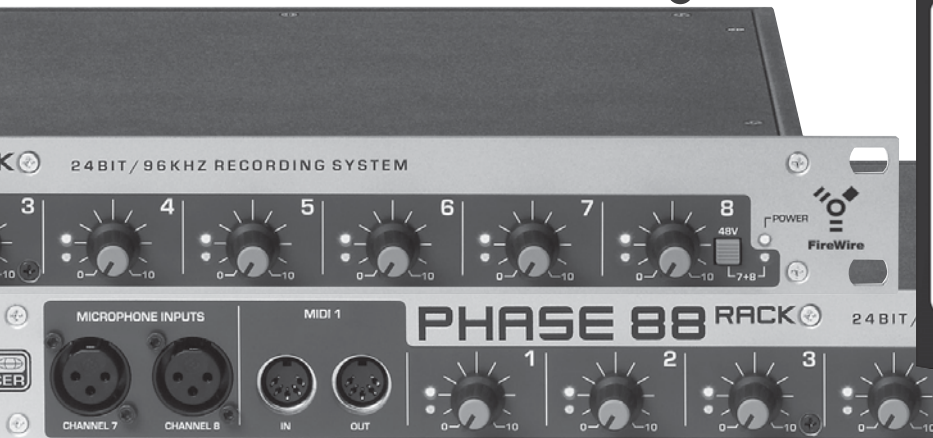 K 24BIT/96KHZ RECORDING SYSTEM
3 4 5 6 7 8
48V
POWER
FireWire
10 0 10 0 10 0 10 0 10 0 10 7+8
MICROPHONE INPUTS MIDI 1 PHASE 88 RACK 24BIT/
1 2 3
CER
CHANNEL 7 CHANNEL 8 IN OUT 0 10 0 10 0 10 0